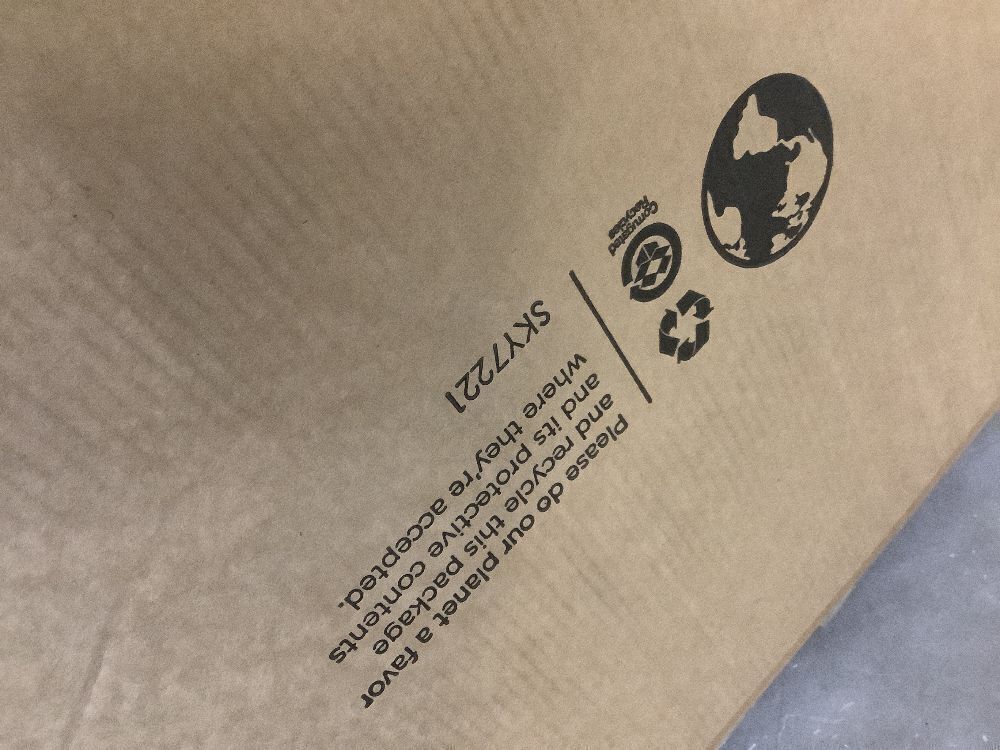 Corrugated
Recycles
please do our planet a favor
and recycle this package
and its protective contents
where they're accepted.
SKY7221